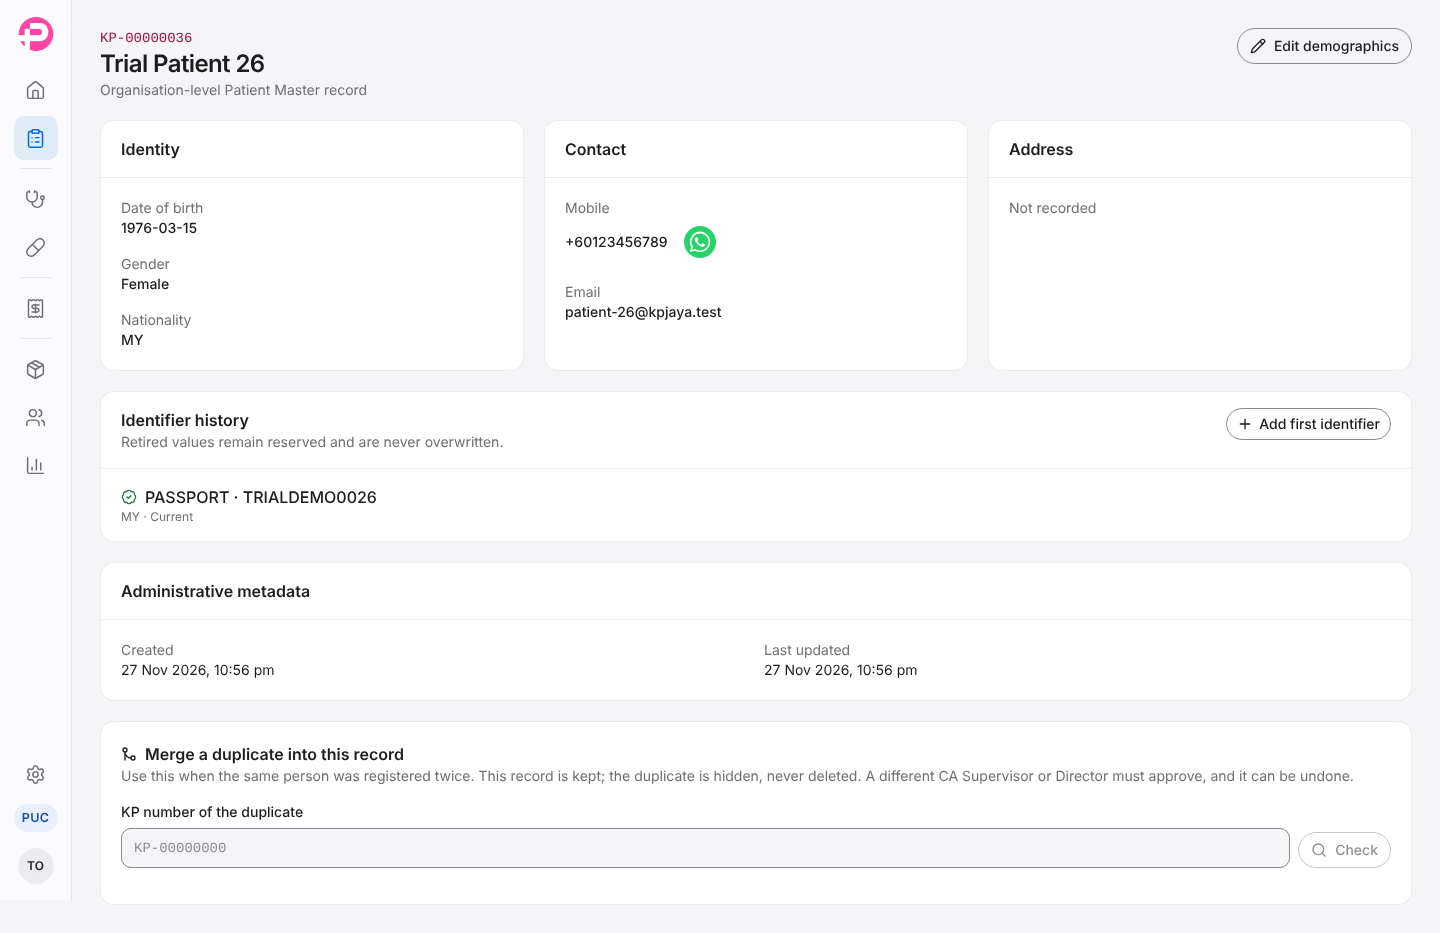 KP-00000036
Trial Patient 26
Organisation-level Patient Master record
Edit demographics
Identity
Date of birth
1976-03-15
Gender
Female
Nationality
MY
Contact
Mobile
+60123456789
Email
patient-26@kpjaya.test
Address
Not recorded
Identifier history
Retired values remain reserved and are never overwritten.
Add first identifier
PASSPORT · TRIALDEMO0026
MY · Current
Administrative metadata
Created
27 Nov 2026, 10:56 pm
Last updated
27 Nov 2026, 10:56 pm
Merge a duplicate into this record
Use this when the same person was registered twice. This record is kept; the duplicate is hidden, never deleted. A different CA Supervisor or Director must approve, and it can be undone.
KP number of the duplicate
KP-00000000
Check
PUC
TO